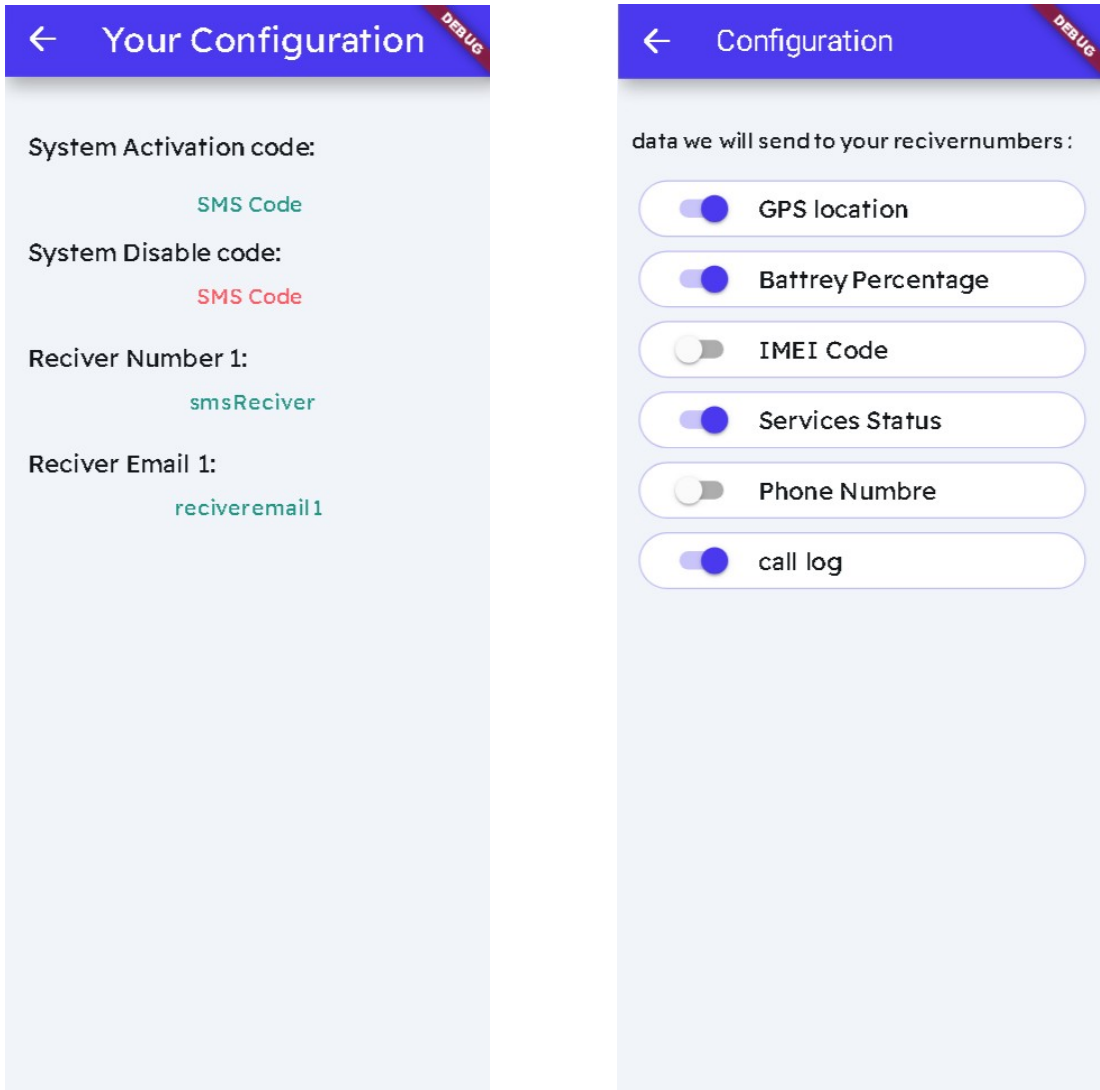 Your Configuration
DEBUG
System Activation code:
SMS Code
System Disable code:
SMS Code
Reciver Number 1:
smsReciver
Reciver Email 1:
reciveremail1
Configuration
DEBUG
data we will send to your recivernumbers :
GPS location
Battrey Percentage
IMEI Code
Services Status
Phone Numbre
call log